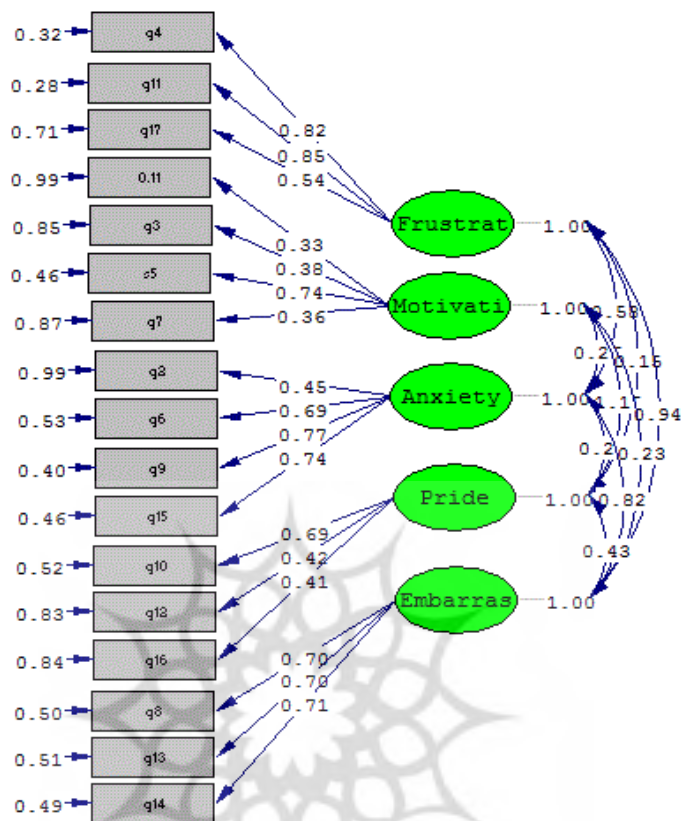 0.32 q4
0.82
0.28 q11
0.85
0.71 q17
0.54
0.99 0.11
0.33
Frustrat 1.00
0.85 q3
0.38
0.46 s5
0.74
0.87 q7
0.36
Motivati 1.00
0.58
0.15
0.99 q2
0.45
Anxiety 1.00
0.94
0.53 q6
0.69
0.23
0.40 q9
0.77
0.46 q15
0.74
Pride 1.00
0.82
0.52 q10
0.69
0.43
0.83 q12
0.42
0.84 q16
0.41
Embarras 1.00
0.50 q8
0.70
0.51 q13
0.70
0.49 q14
0.71